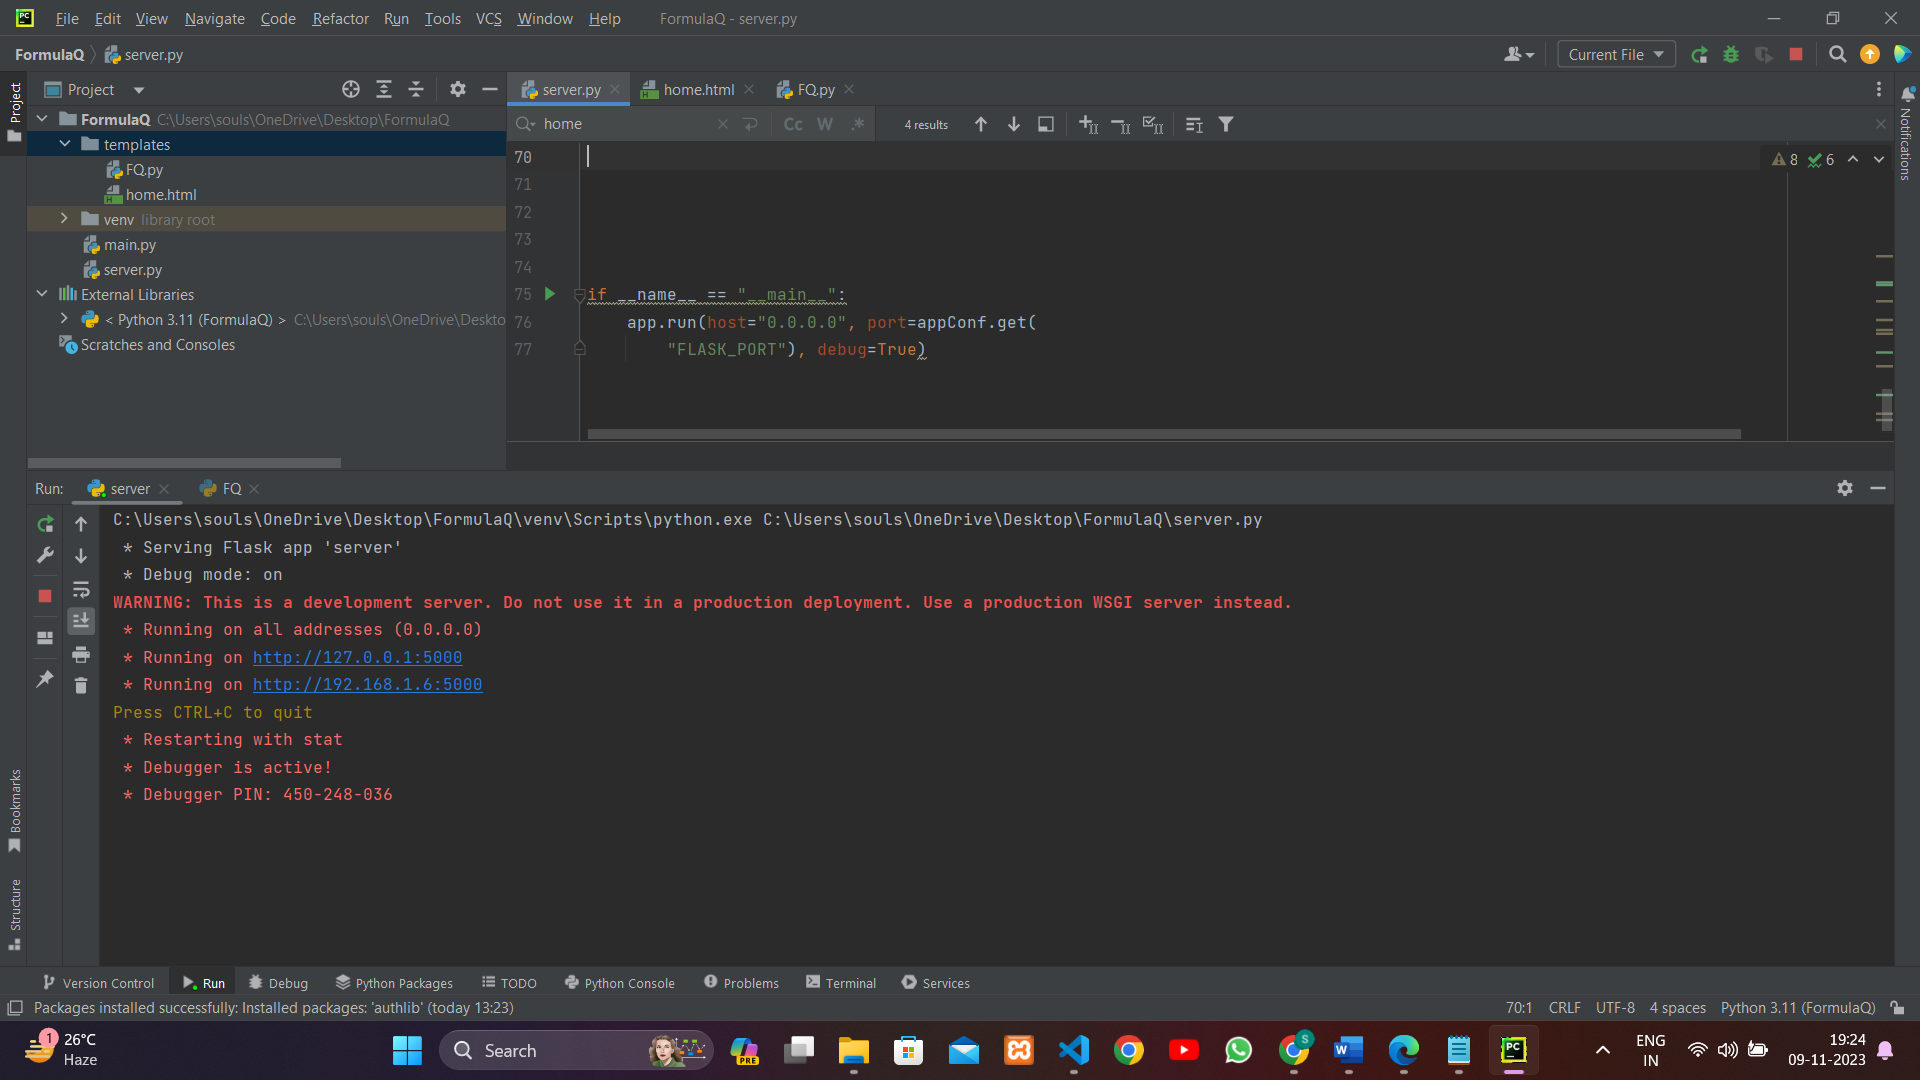 PC
File Edit View Navigate Code Refactor Run Tools VCS Window Help FormulaQ - server.py
FormulaQ server.py
Current File
Project
Project
server.py
home.html
FQ.py
Notifications
FormulaQ C:\Users\souls\OneDrive\Desktop\FormulaQ
templates
FQ.py
home.html
venv library root
main.py
server.py
External Libraries
< Python 3.11 (FormulaQ) > C:\Users\souls\OneDrive\Deskto
Scratches and Consoles
home
Cc W .*
4 results
8 6
70
71
72
73
74
75 if __name__ == "__main__":
76 app.run(host="0.0.0.0", port=appConf.get(
77 "FLASK_PORT"), debug=True)
Run: server FQ
C:\Users\souls\OneDrive\Desktop\FormulaQ\venv\Scripts\python.exe C:\Users\souls\OneDrive\Desktop\FormulaQ\server.py
* Serving Flask app 'server'
* Debug mode: on
WARNING: This is a development server. Do not use it in a production deployment. Use a production WSGI server instead.
* Running on all addresses (0.0.0.0)
* Running on http://127.0.0.1:5000
* Running on http://192.168.1.6:5000
Press CTRL+C to quit
* Restarting with stat
* Debugger is active!
* Debugger PIN: 450-248-036
Bookmarks
Structure
Version Control Run Debug Python Packages TODO Python Console Problems Terminal Services
Packages installed successfully: Installed packages: 'authlib' (today 13:23)
70:1 CRLF UTF-8 4 spaces Python 3.11 (FormulaQ)
1
26°C
Haze
Search
PRE
S
W
PC
ENG
IN
19:24
09-11-2023